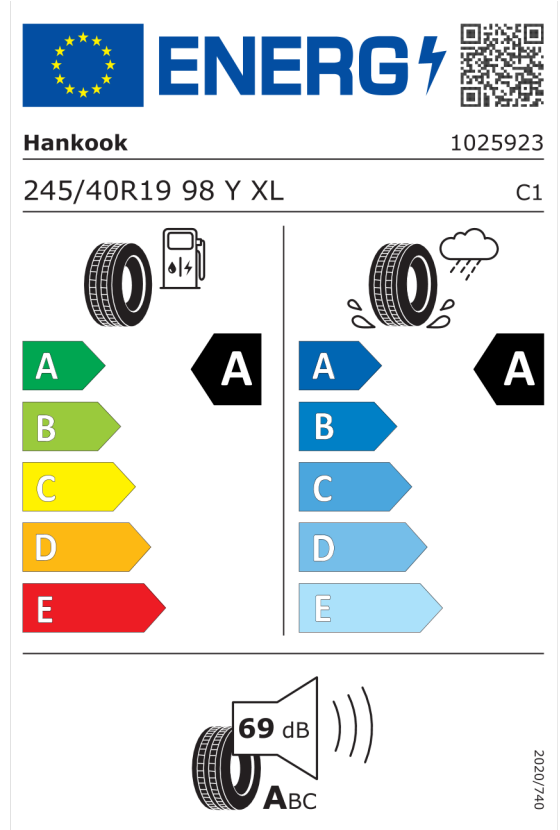 ENERG
Hankook 1025923
245/40R19 98 Y XL C1
A A
B
C
D
E
A A
B
C
D
E
69 dB
ABC
2020/740